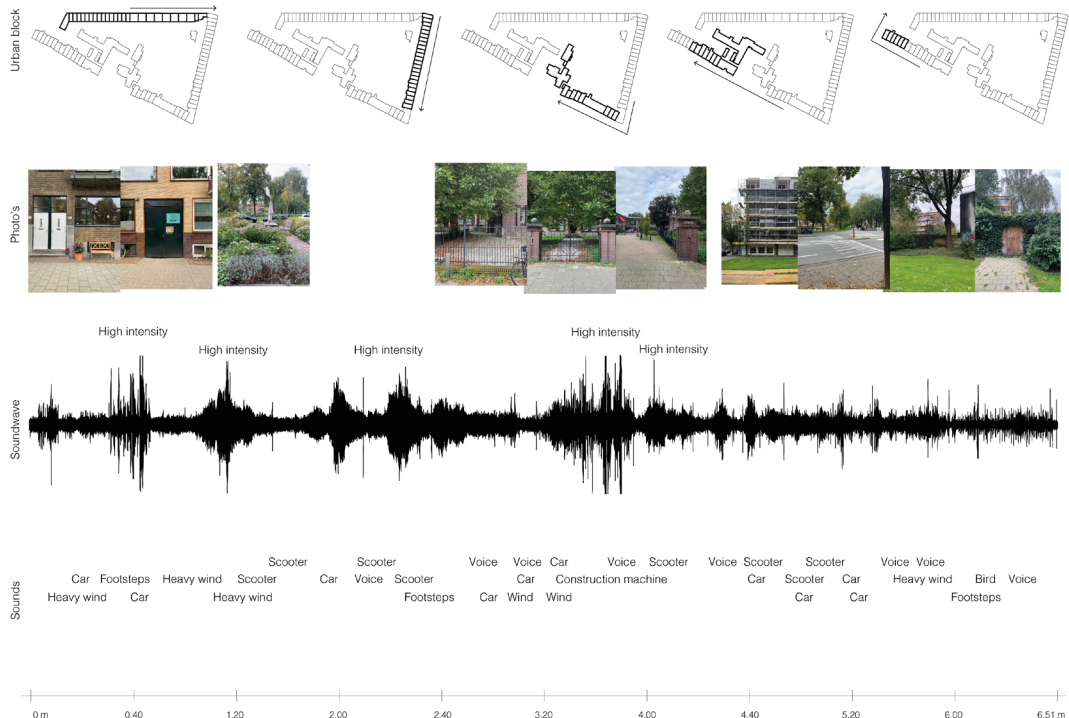 Urban block
Photo's
High intensity
High intensity
High intensity
High intensity
High intensity
Soundwave
Scooter Scooter Voice Voice Car Voice Scooter Voice Scooter Scooter Voice Voice
Car Footsteps Heavy wind Scooter Car Voice Scooter Car Construction machine Car Scooter Car Heavy wind Bird Voice
Heavy wind Car Heavy wind Footsteps Car Wind Wind Car Car Footsteps
Sounds
0 m 0.40 1.20 2.00 2.40 3.20 4.00 4.40 5.20 6.00 6.51 m